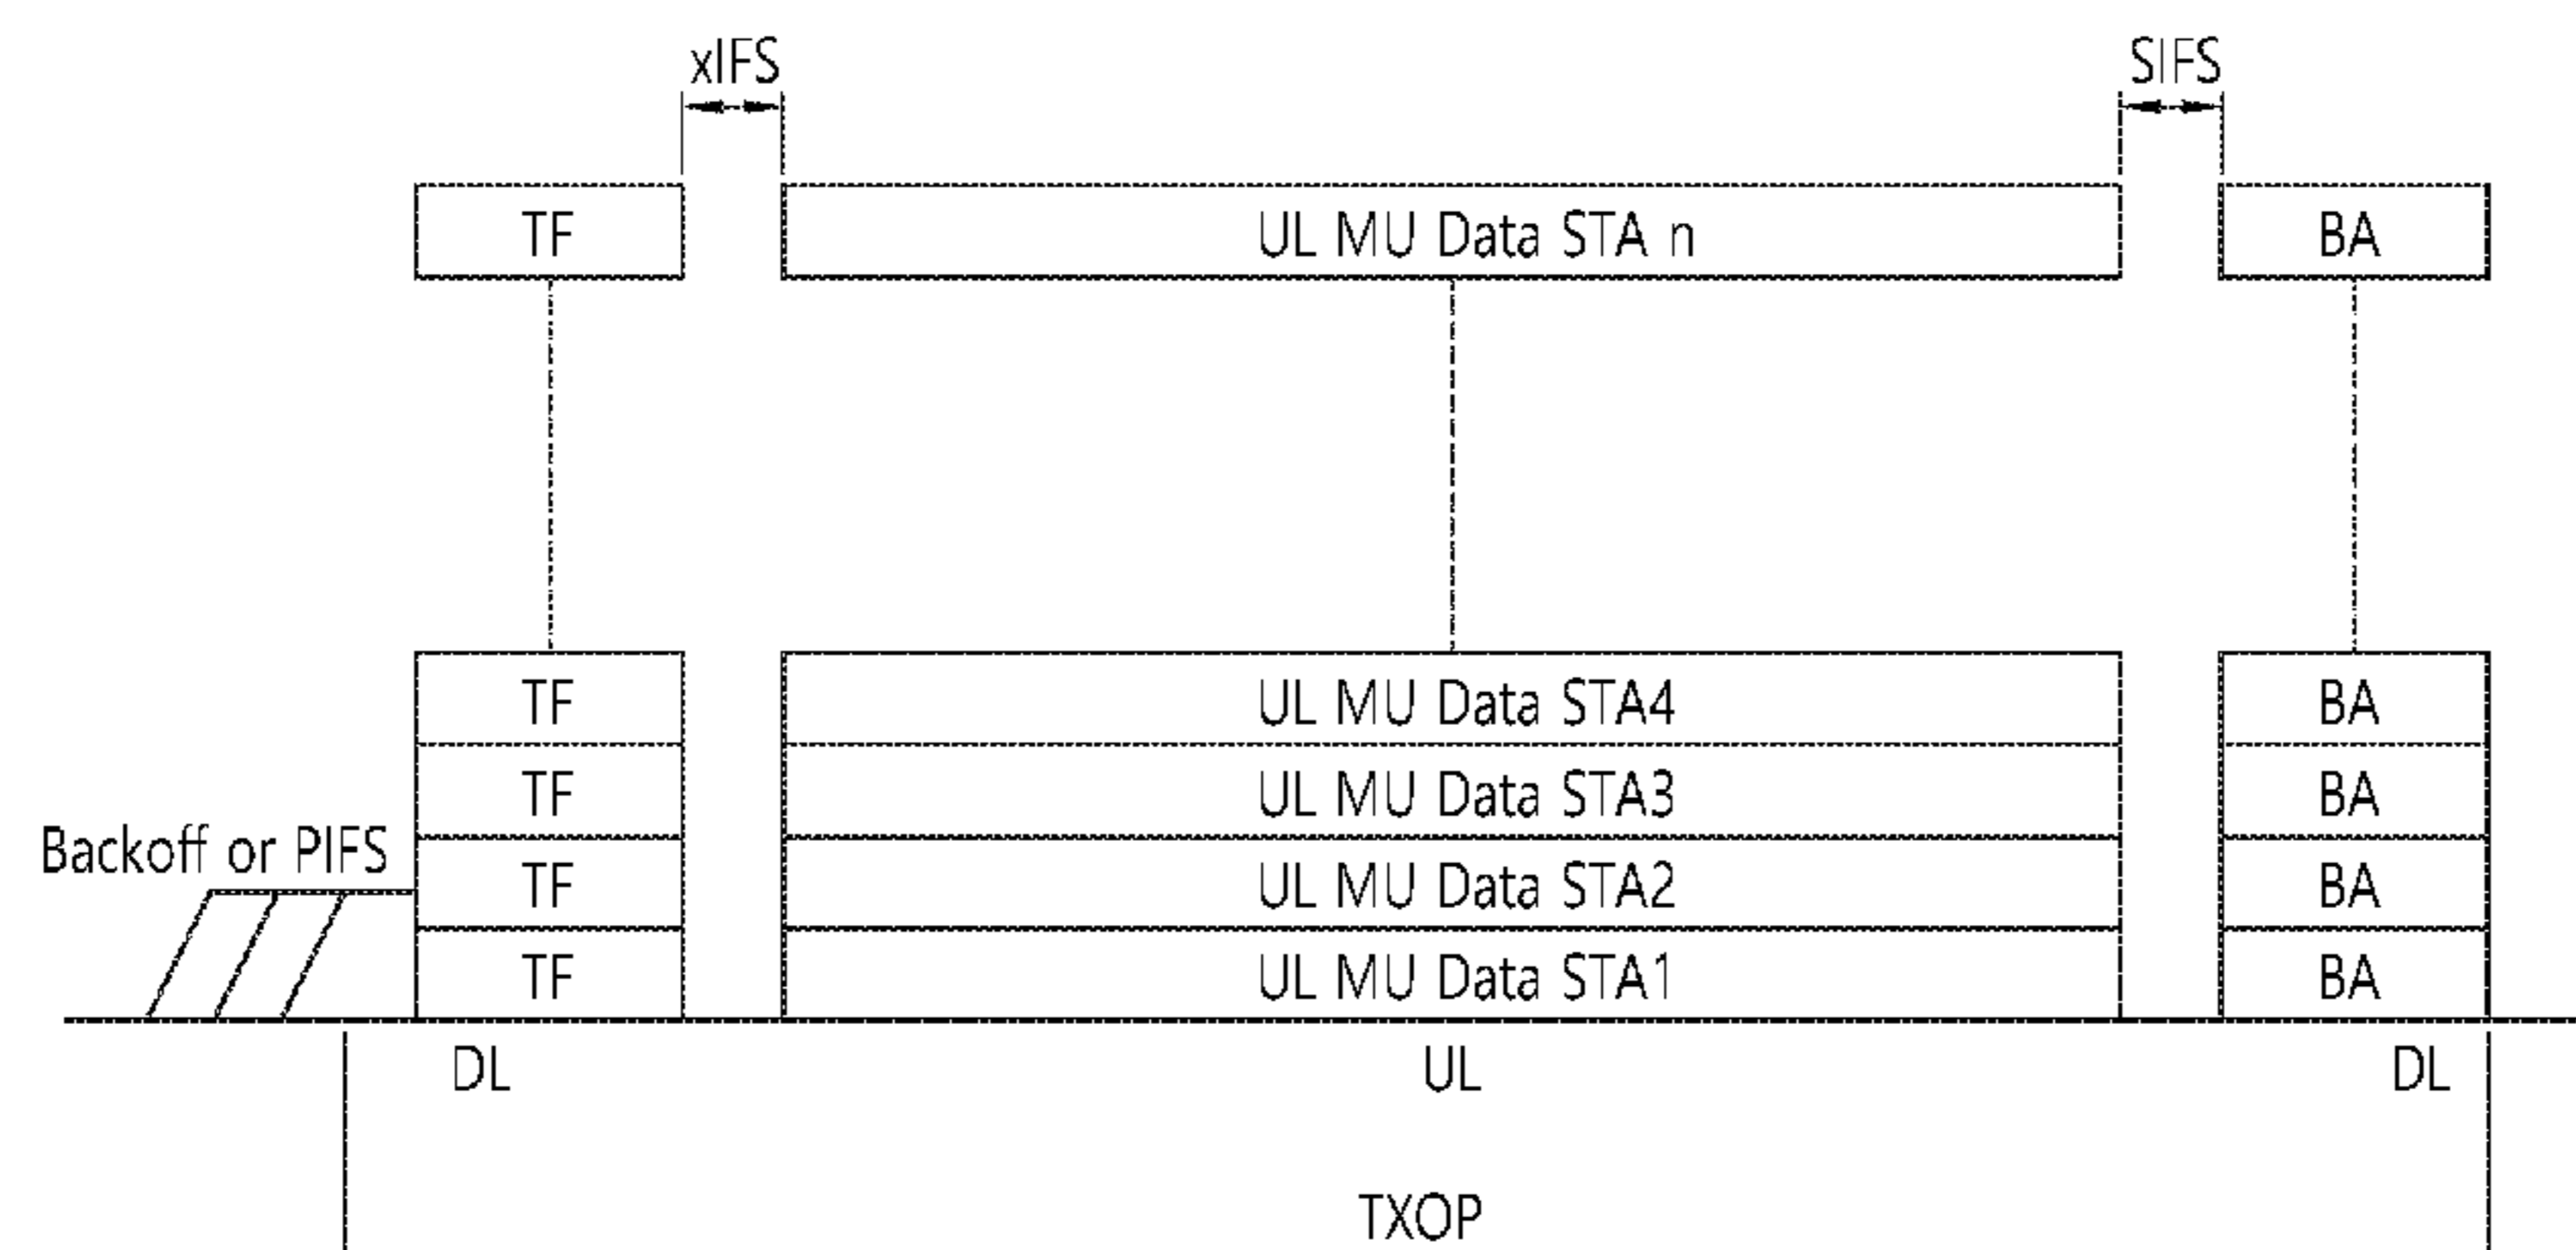 xIFS SIFS
TF UL MU Data STA n BA
TF UL MU Data STA4 BA
TF UL MU Data STA3 BA
Backoff or PIFS
TF UL MU Data STA2 BA
TF UL MU Data STA1 BA
DL UL DL
TXOP